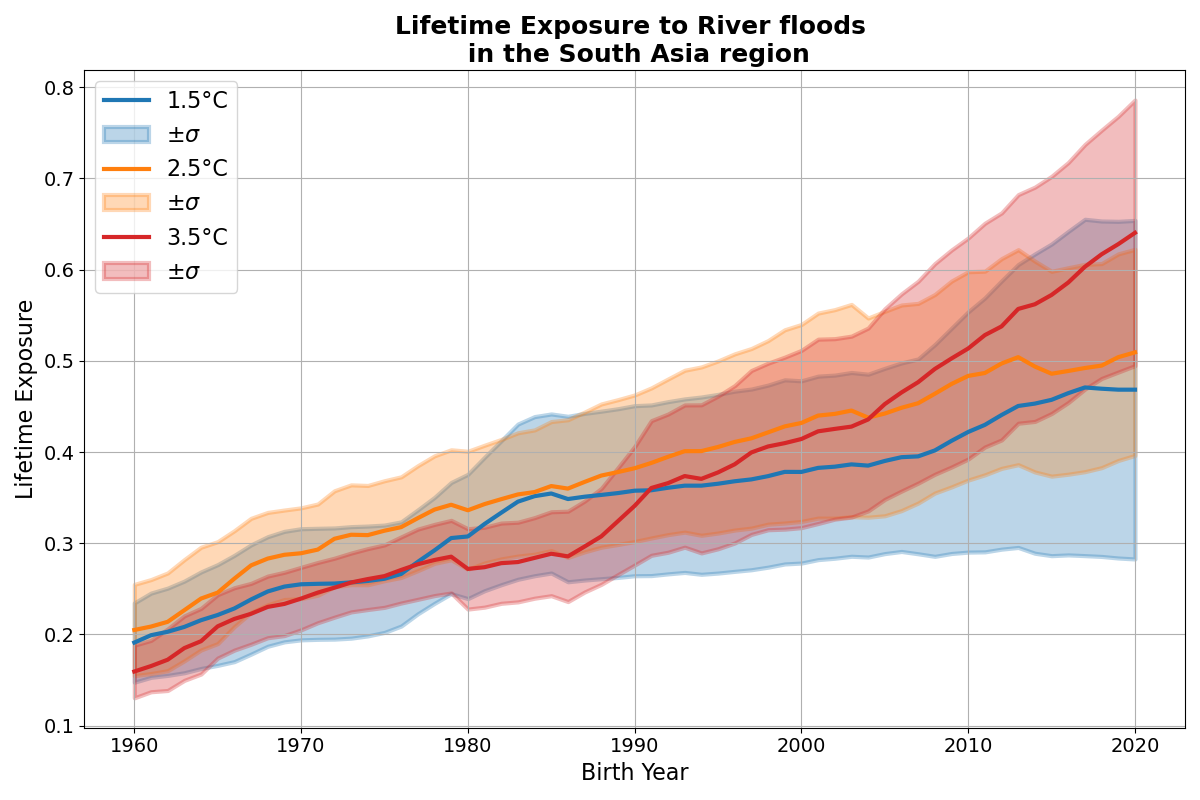 Lifetime Exposure to River floods
in the South Asia region
0.8
0.7
0.6
0.5
0.4
0.3
0.2
0.1
Lifetime Exposure
1.5°C
±σ
2.5°C
±σ
3.5°C
±σ
1960 1970 1980 1990 2000 2010 2020
Birth Year